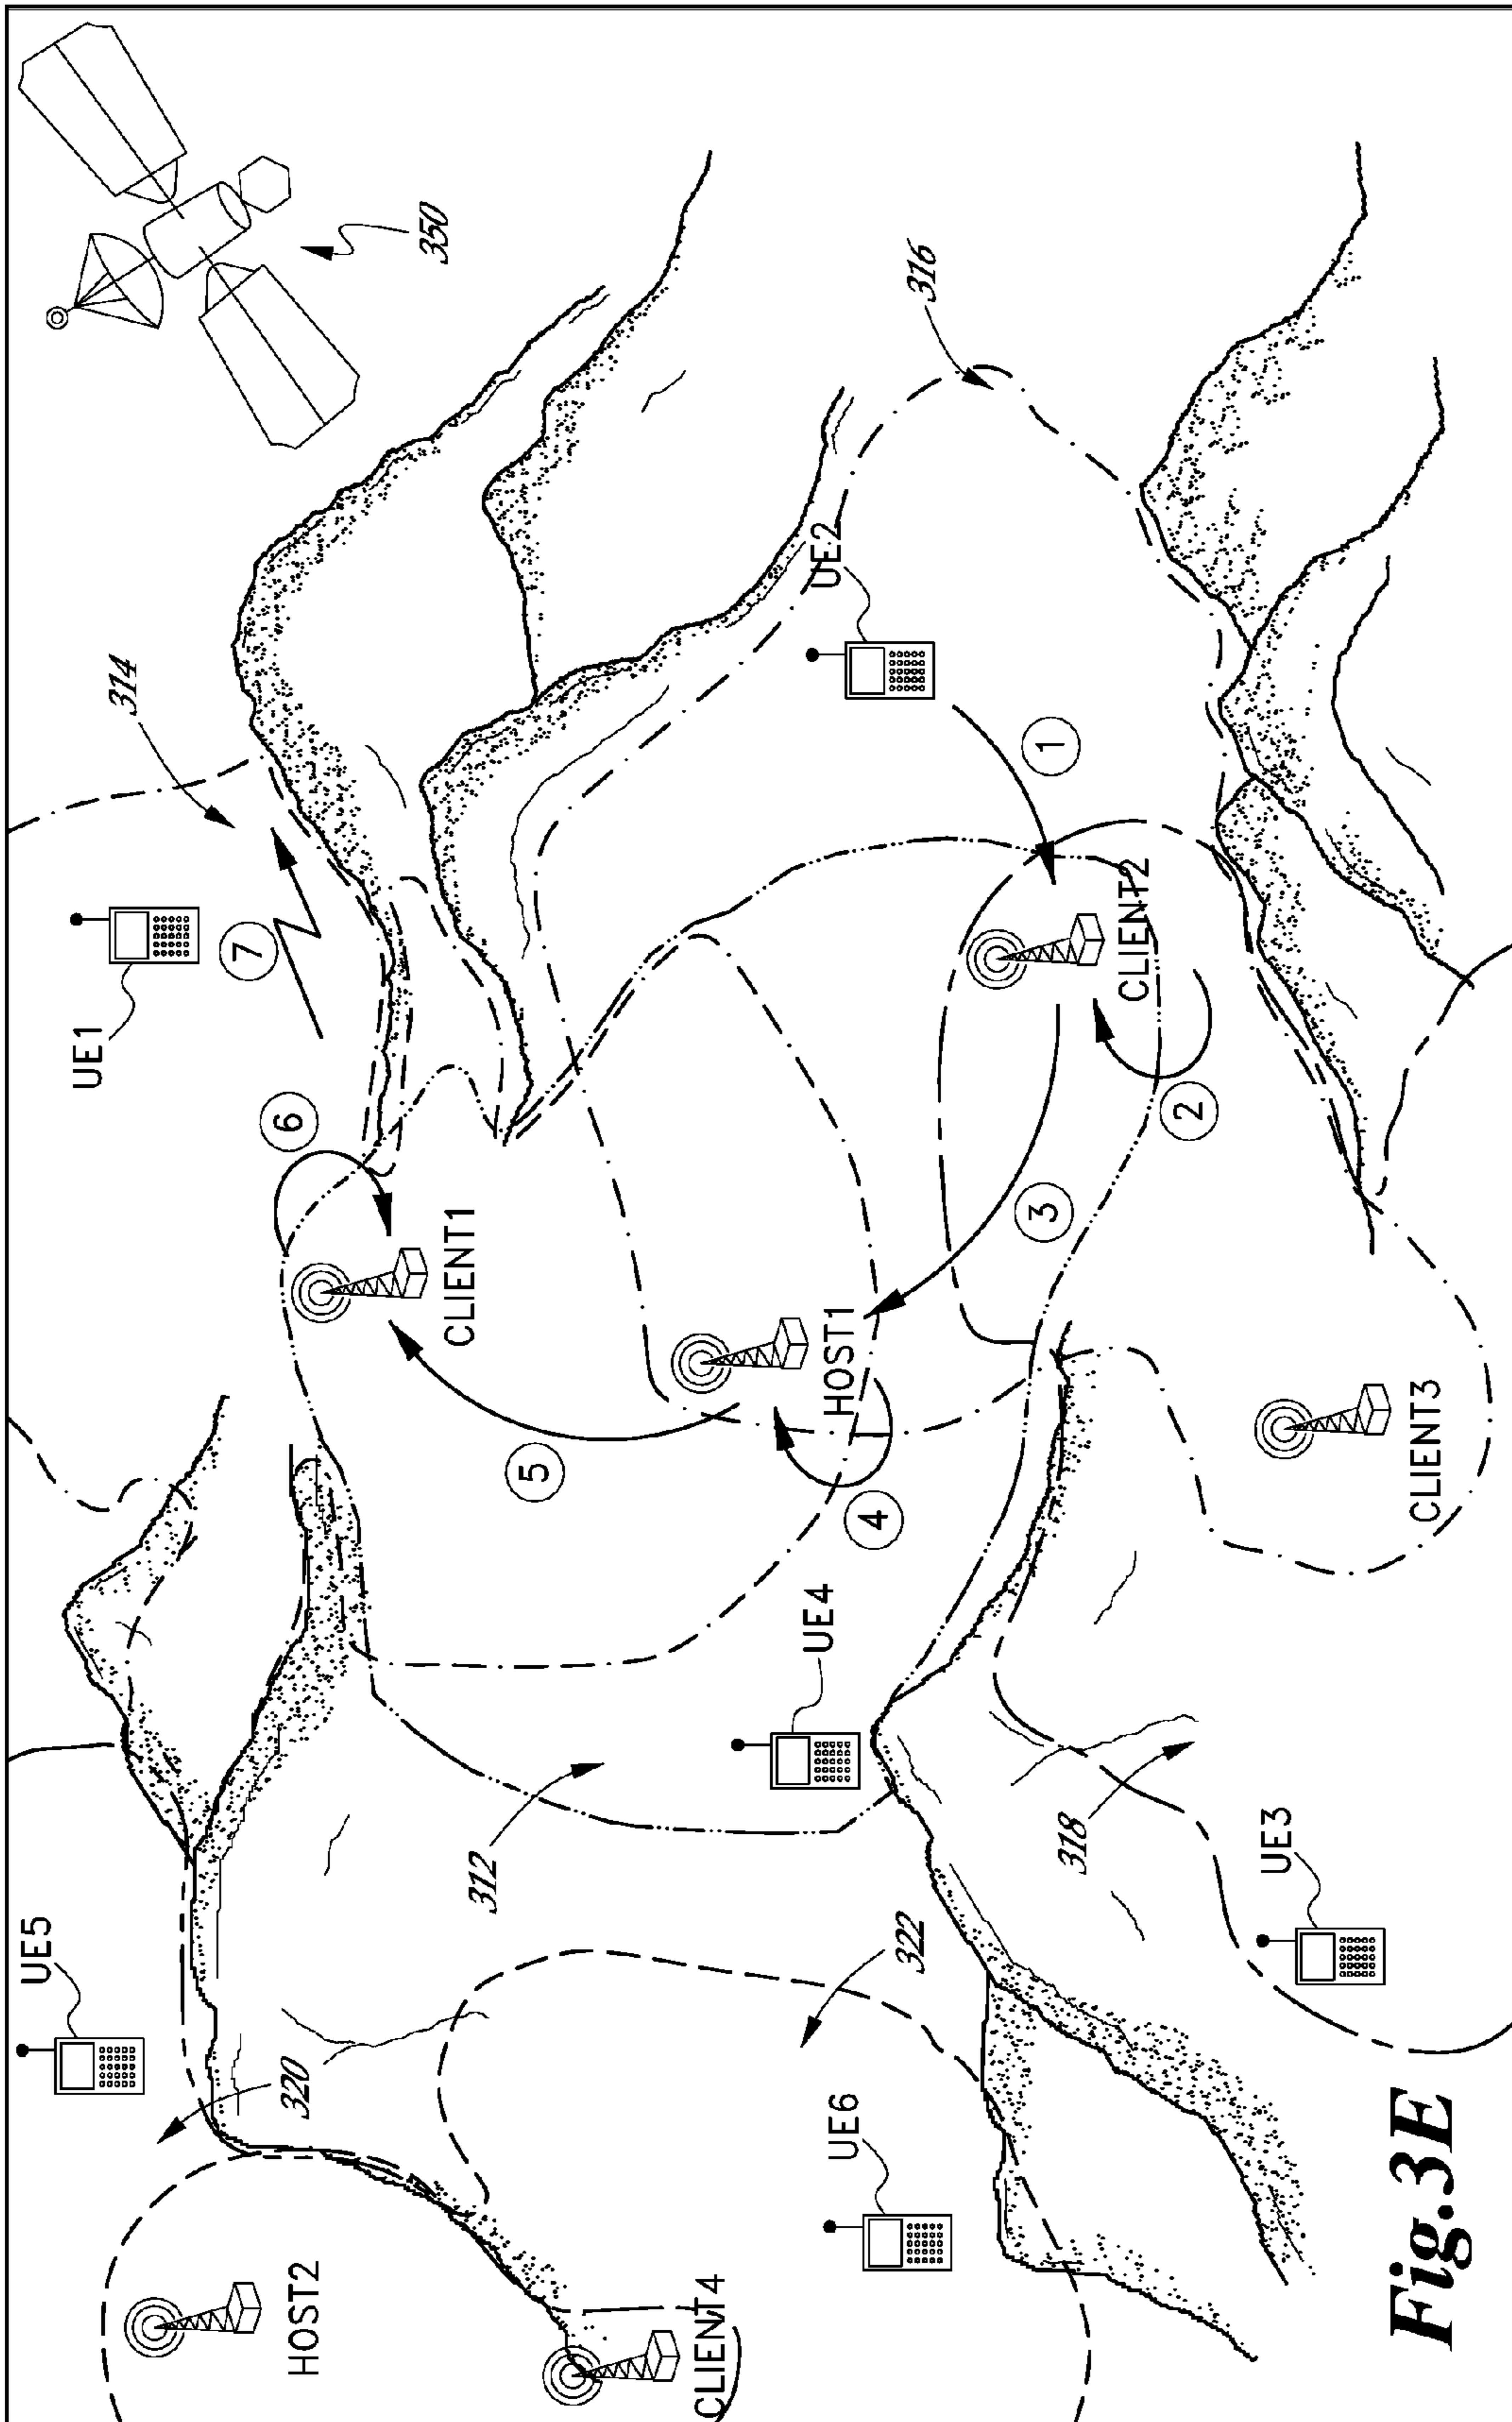 HOST2
320
UE5
CLIENT4
UE6
322
312
318
UE3
Fig.3E
UE4
5
4
HOST1
CLIENT1
6
UE1
7
314
3
2
CLIENT2
CLIENT3
1
UE2
316
350